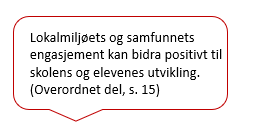 Lokalmiljøets og samfunnets
engasjement kan bidra positivt til
skolens og elevenes utvikling.
(Overordnet del, s. 15)